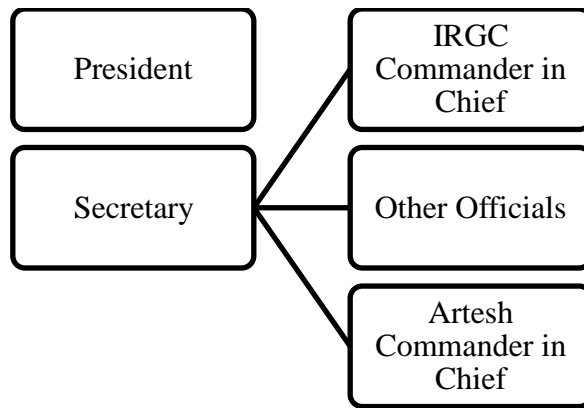 President
Secretary
IRGC
Commander in
Chief
Other Officials
Artesh
Commander in
Chief